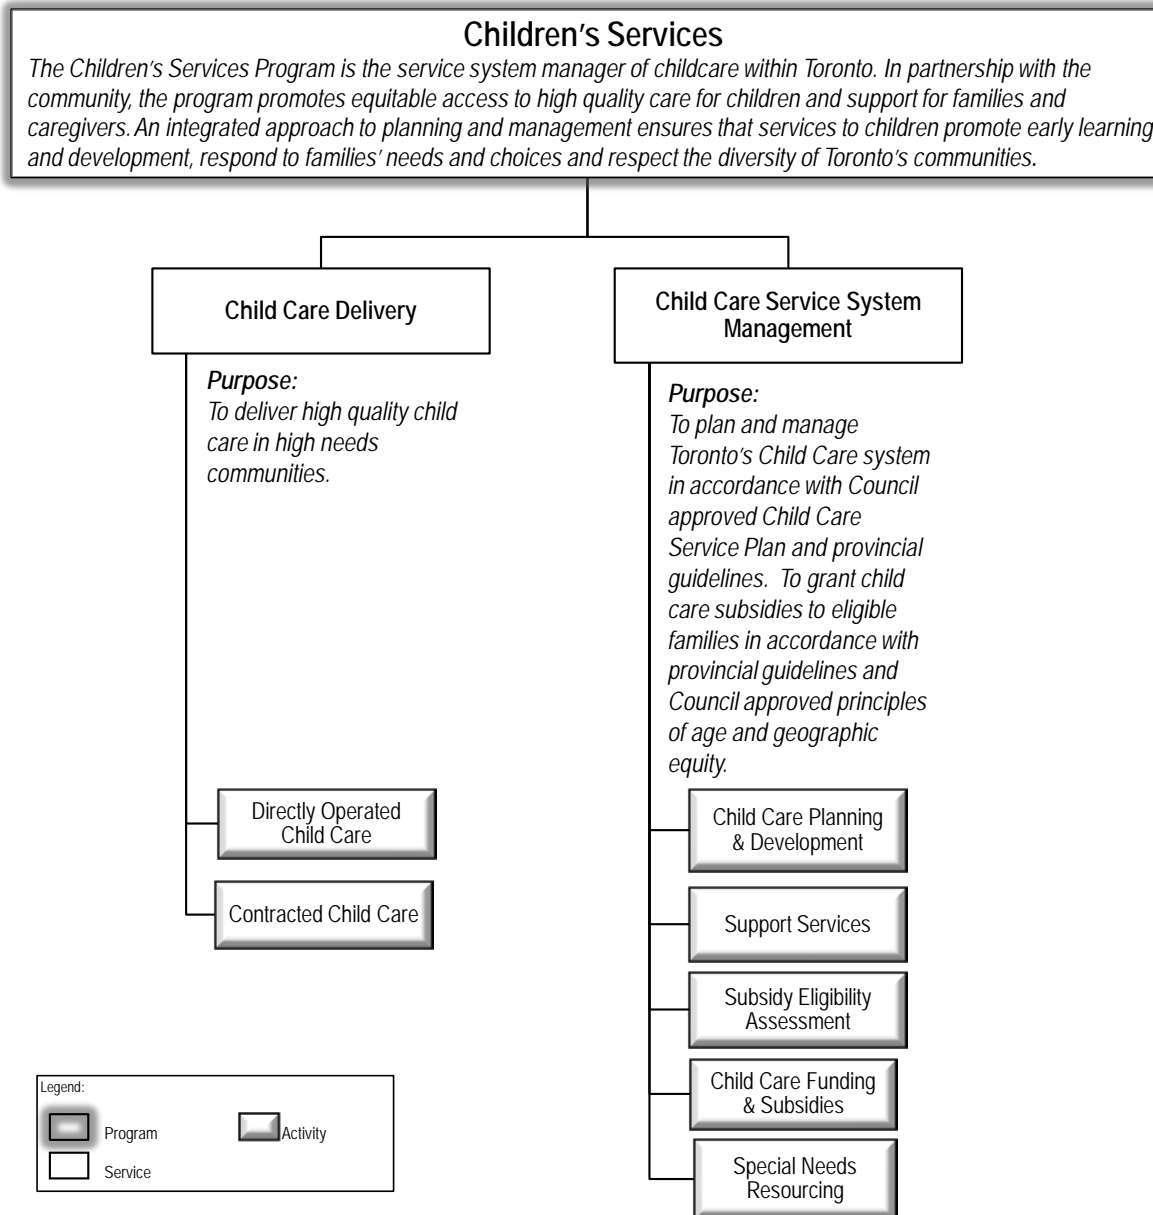 Children's Services
The Children's Services Program is the service system manager of childcare within Toronto. In partnership with the
community, the program promotes equitable access to high quality care for children and support for families and
caregivers. An integrated approach to planning and management ensures that services to children promote early learning
and development, respond to families' needs and choices and respect the diversity of Toronto's communities.
Child Care Delivery
Purpose:
To deliver high quality child
care in high needs
communities.
Directly Operated
Child Care
Contracted Child Care
Child Care Service System
Management
Purpose:
To plan and manage
Toronto's Child Care system
in accordance with Council
approved Child Care
Service Plan and provincial
guidelines. To grant child
care subsidies to eligible
families in accordance with
provincial guidelines and
Council approved principles
of age and geographic
equity.
Child Care Planning
& Development
Support Services
Subsidy Eligibility
Assessment
Child Care Funding
& Subsidies
Special Needs
Resourcing
Legend:
Program
Activity
Service